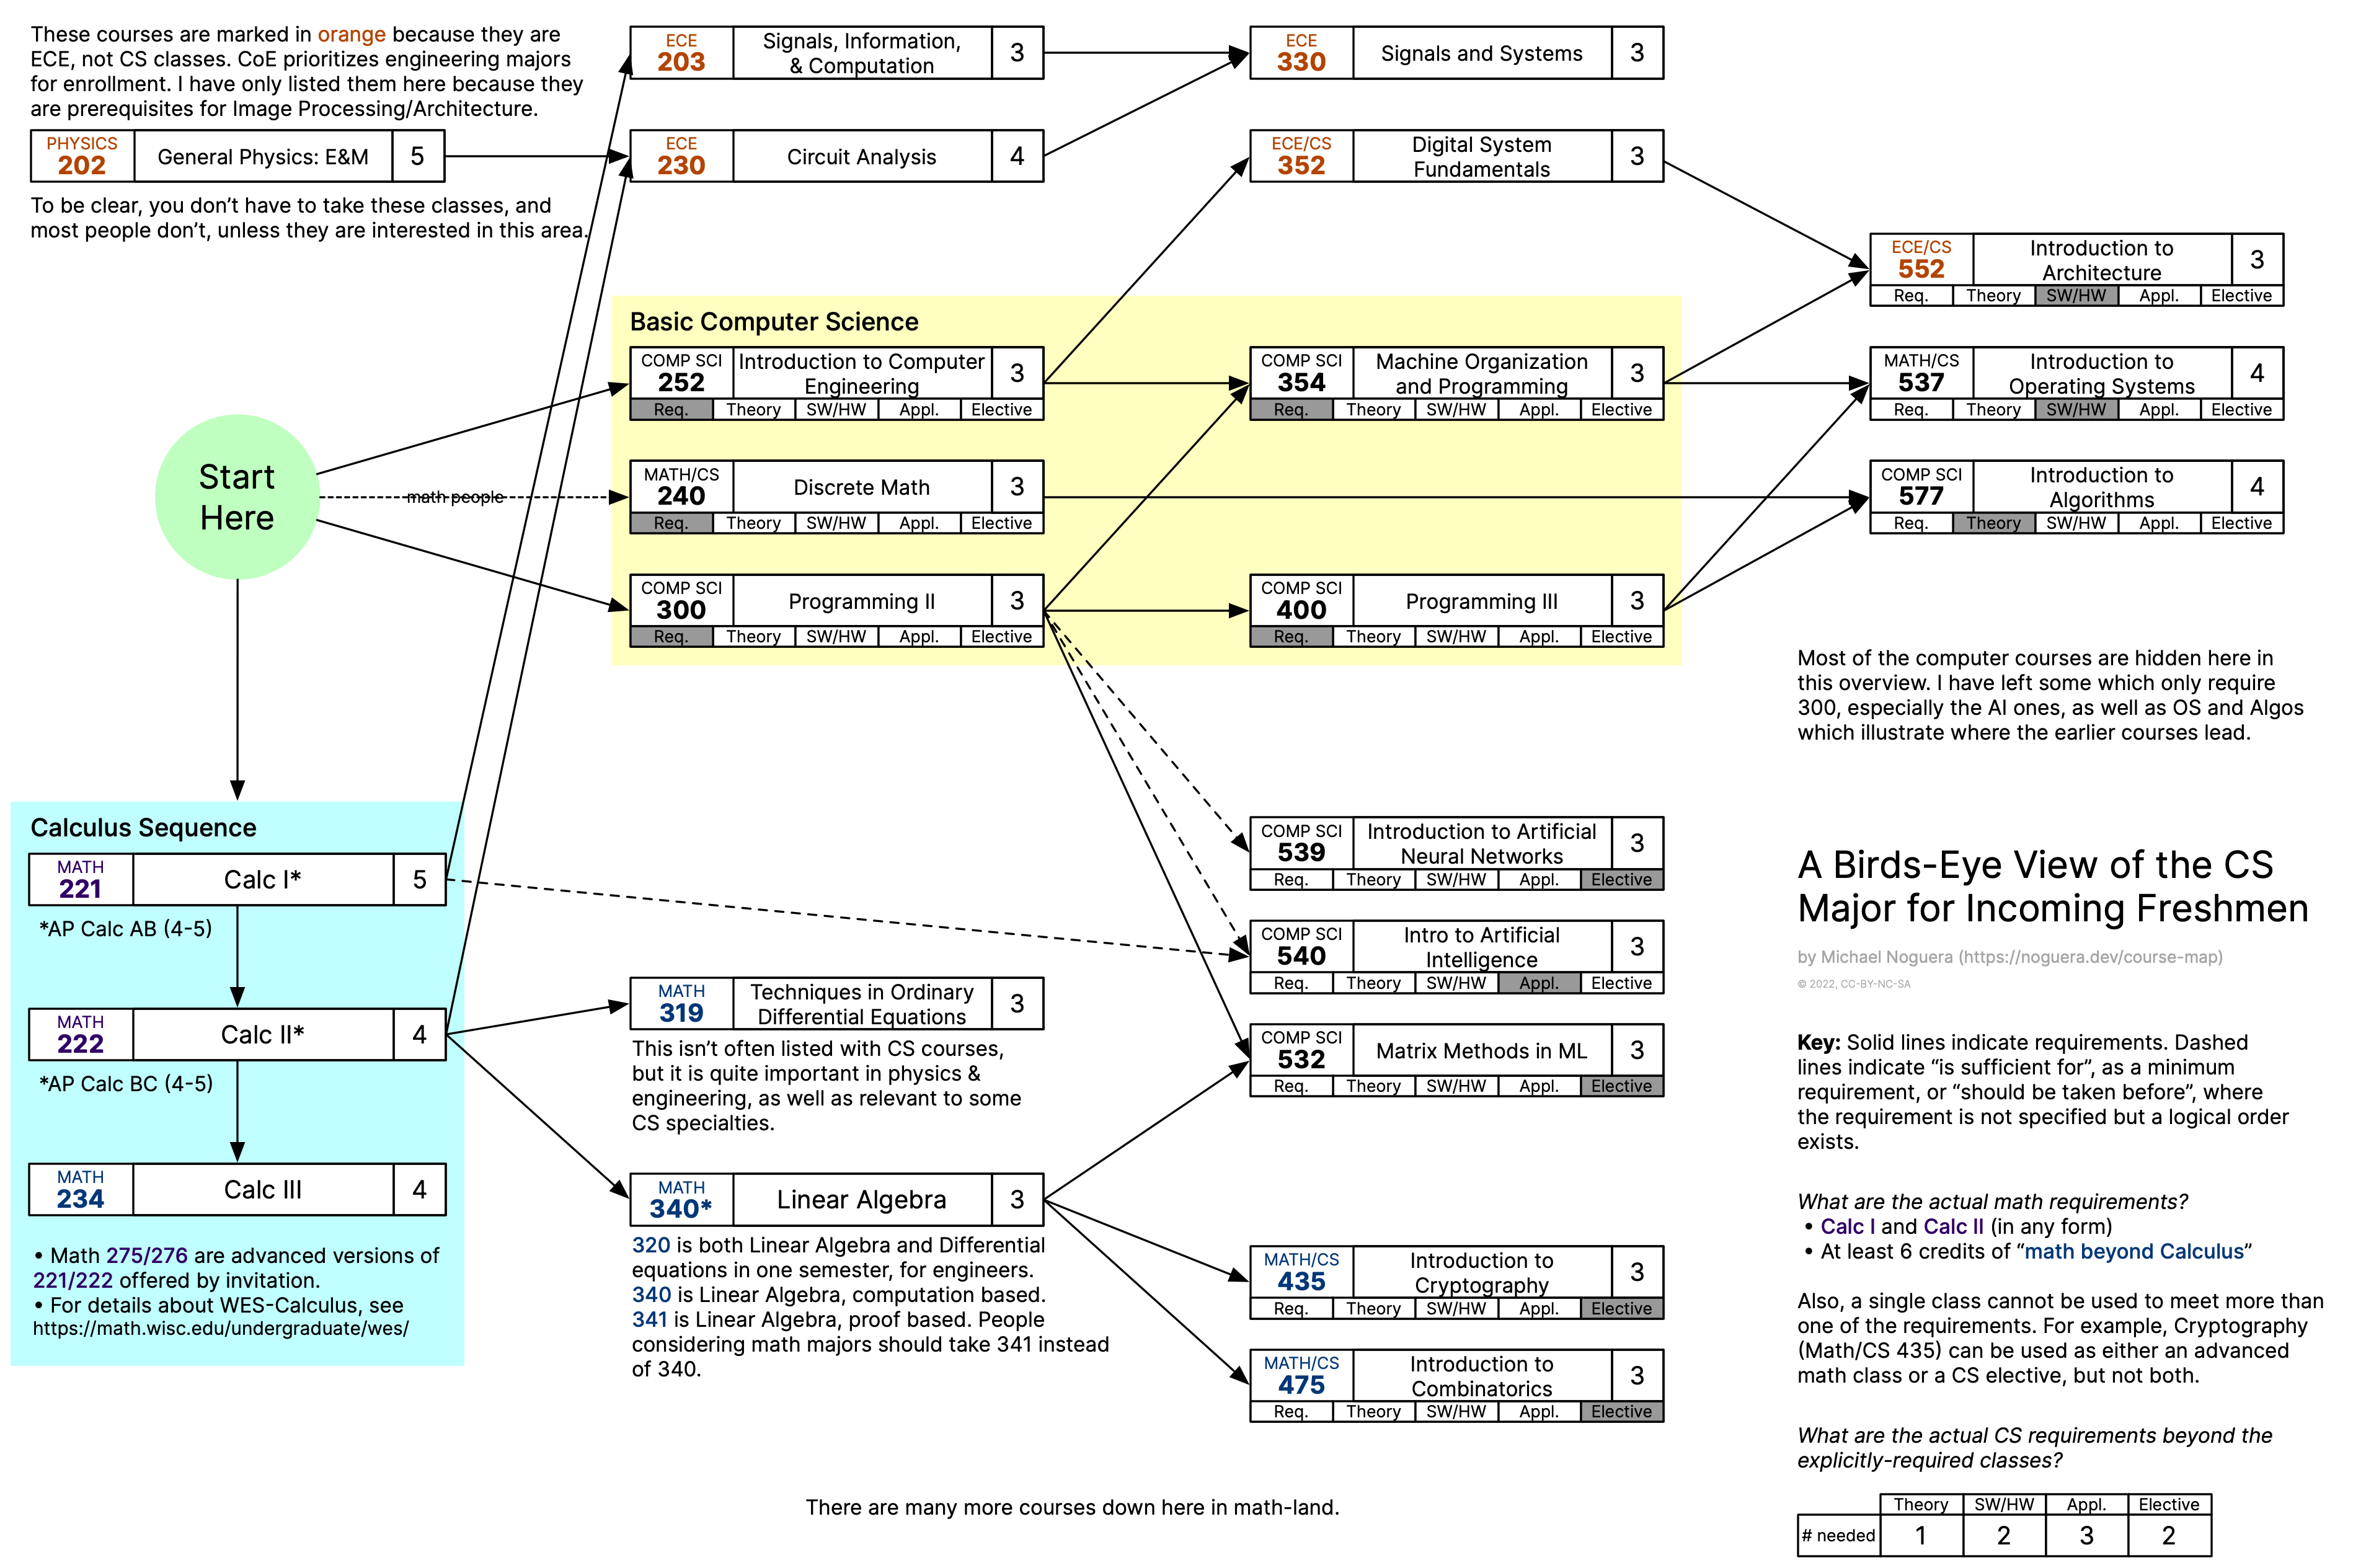 These courses are marked in orange because they are
ECE, not CS classes. CoE prioritizes engineering majors
for enrollment. I have only listed them here because they
are prerequisites for Image Processing/Architecture.
PHYSICS
202
General Physics: E&M
5
To be clear, you don’t have to take these classes, and
most people don’t, unless they are interested in this area.
ECE
203
Signals, Information,
& Computation
3
ECE
330
Signals and Systems
3
ECE
230
Circuit Analysis
4
ECE/CS
352
Digital System
Fundamentals
3
ECE/CS
552
Introduction to
Architecture
3
Req. Theory SW/HW Appl. Elective
Basic Computer Science
COMP SCI
252
Introduction to Computer
Engineering
3
Req. Theory SW/HW Appl. Elective
COMP SCI
354
Machine Organization
and Programming
3
Req. Theory SW/HW Appl. Elective
MATH/CS
537
Introduction to
Operating Systems
4
Req. Theory SW/HW Appl. Elective
Start
Here
math people
MATH/CS
240
Discrete Math
3
Req. Theory SW/HW Appl. Elective
COMP SCI
577
Introduction to
Algorithms
4
Req. Theory SW/HW Appl. Elective
COMP SCI
300
Programming II
3
Req. Theory SW/HW Appl. Elective
COMP SCI
400
Programming III
3
Req. Theory SW/HW Appl. Elective
Most of the computer courses are hidden here in
this overview. I have left some which only require
300, especially the AI ones, as well as OS and Algos
which illustrate where the earlier courses lead.
Calculus Sequence
MATH
221
Calc I*
5
*AP Calc AB (4-5)
MATH
222
Calc II*
4
*AP Calc BC (4-5)
MATH
234
Calc III
4
• Math 275/276 are advanced versions of
221/222 offered by invitation.
• For details about WES-Calculus, see
https://math.wisc.edu/undergraduate/wes/
MATH
319
Techniques in Ordinary
Differential Equations
3
This isn’t often listed with CS courses,
but it is quite important in physics &
engineering, as well as relevant to some
CS specialties.
MATH
340*
Linear Algebra
3
320 is both Linear Algebra and Differential
equations in one semester, for engineers.
340 is Linear Algebra, computation based.
341 is Linear Algebra, proof based. People
considering math majors should take 341 instead
of 340.
COMP SCI
539
Introduction to Artificial
Neural Networks
3
Req. Theory SW/HW Appl. Elective
COMP SCI
540
Intro to Artificial
Intelligence
3
Req. Theory SW/HW Appl. Elective
COMP SCI
532
Matrix Methods in ML
3
Req. Theory SW/HW Appl. Elective
MATH/CS
435
Introduction to
Cryptography
3
Req. Theory SW/HW Appl. Elective
MATH/CS
475
Introduction to
Combinatorics
3
Req. Theory SW/HW Appl. Elective
There are many more courses down here in math-land.
A Birds-Eye View of the CS
Major for Incoming Freshmen
by Michael Noguera (https://noguera.dev/course-map)
© 2022, CC-BY-NC-SA
Key: Solid lines indicate requirements. Dashed
lines indicate “is sufficient for”, as a minimum
requirement, or “should be taken before”, where
the requirement is not specified but a logical order
exists.
What are the actual math requirements?
• Calc I and Calc II (in any form)
• At least 6 credits of “math beyond Calculus”
Also, a single class cannot be used to meet more than
one of the requirements. For example, Cryptography
(Math/CS 435) can be used as either an advanced
math class or a CS elective, but not both.
What are the actual CS requirements beyond the
explicitly-required classes?
Theory SW/HW Appl. Elective
# needed 1 2 3 2